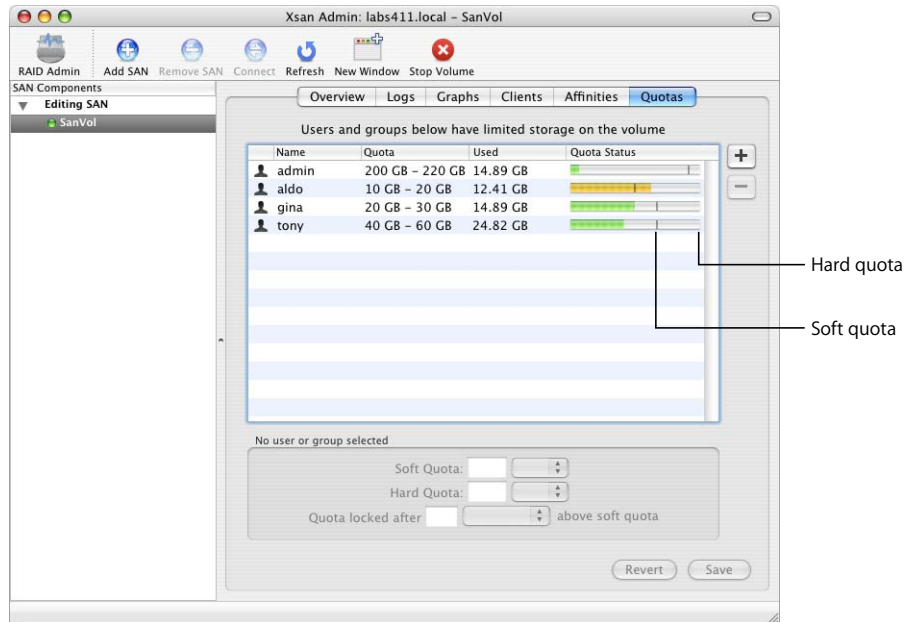 Xsan Admin: labs411.local – SanVol
RAID Admin Add SAN Remove SAN Connect Refresh New Window Stop Volume
SAN Components
Editing SAN
SanVol
Overview Logs Graphs Clients Affinities Quotas
Users and groups below have limited storage on the volume
Name Quota Used Quota Status
admin 200 GB – 220 GB 14.89 GB
aldo 10 GB – 20 GB 12.41 GB
gina 20 GB – 30 GB 14.89 GB
tony 40 GB – 60 GB 24.82 GB
Hard quota
Soft quota
No user or group selected
Soft Quota:
Hard Quota:
Quota locked after above soft quota
Revert Save